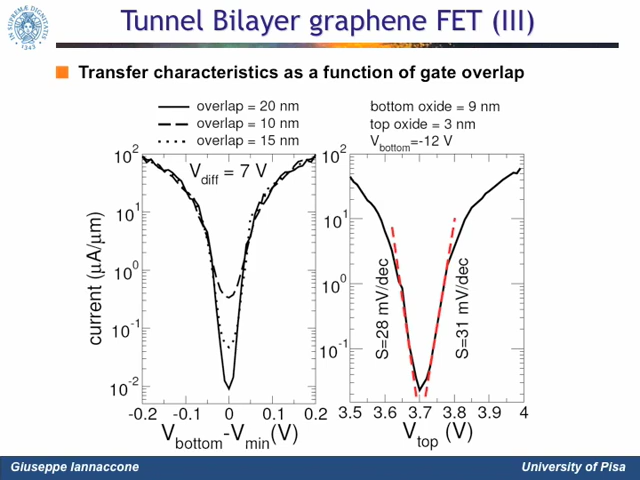 Tunnel Bilayer graphene FET (III)
Transfer characteristics as a function of gate overlap
overlap = 20 nm
overlap = 10 nm
overlap = 15 nm
bottom oxide = 9 nm
top oxide = 3 nm
Vbottom=-12 V
Vdiff = 7 V
current (μA/μm)
10²
10¹
10⁰
10⁻¹
10⁻²
-0.2 -0.1 0 0.1 0.2
Vbottom-Vmin(V)
10²
10¹
10⁰
10⁻¹
S=28 mV/dec
S=31 mV/dec
3.5 3.6 3.7 3.8 3.9 4
Vtop (V)
Giuseppe Iannaccone
University of Pisa